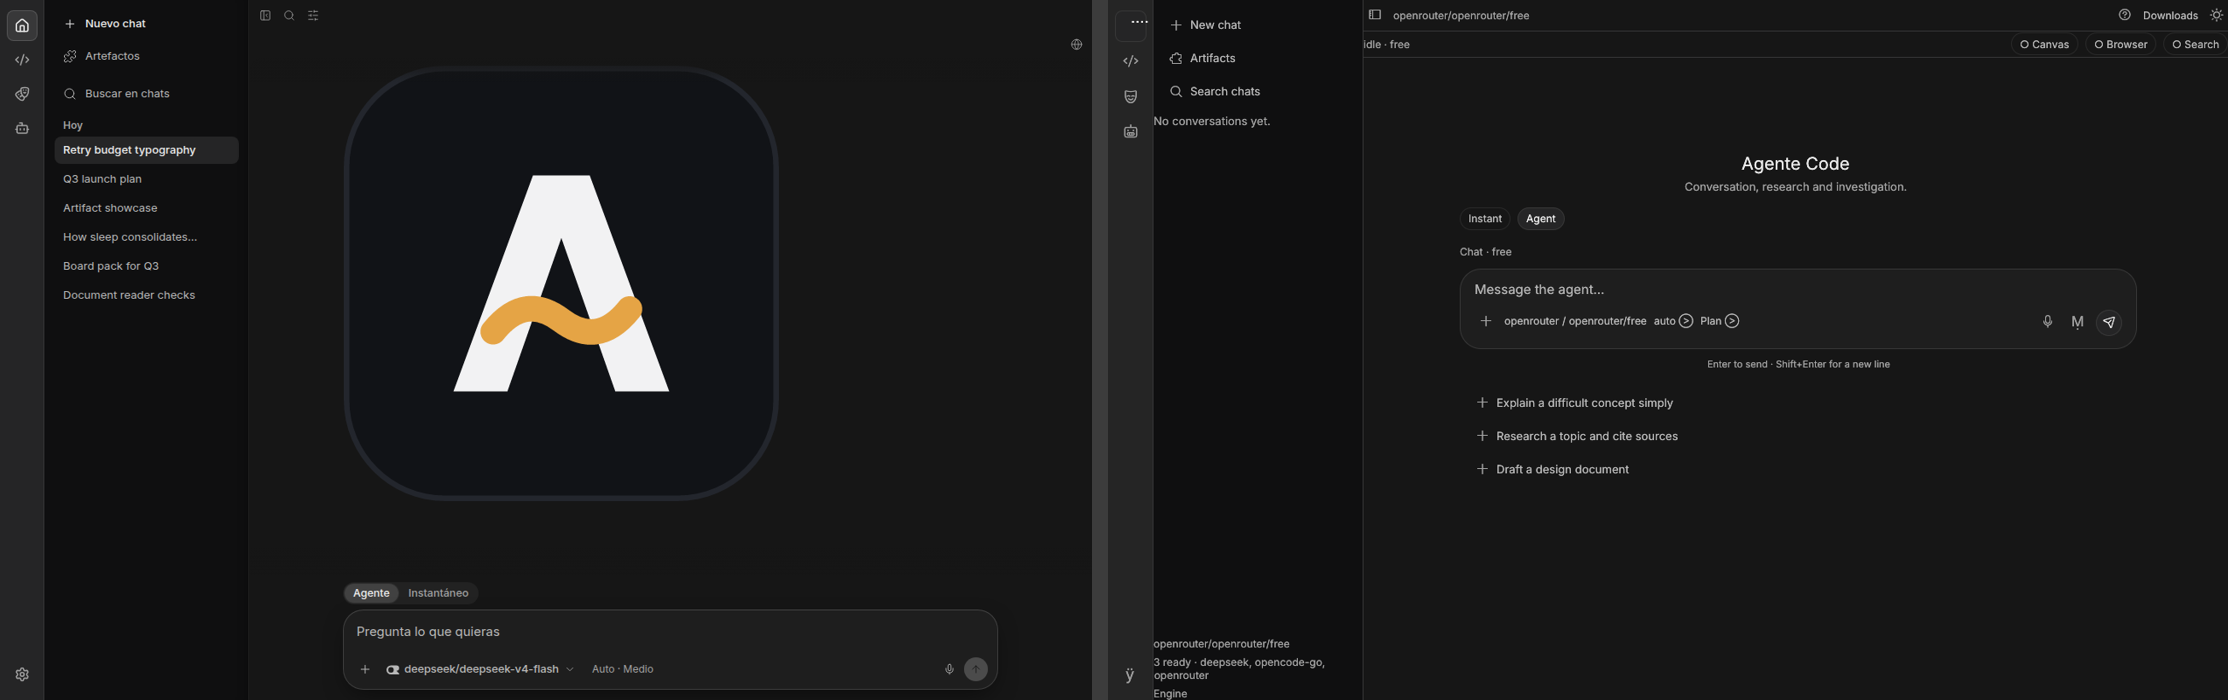 Nuevo chat
Artefactos
Buscar en chats
Hoy
Retry budget typography
Q3 launch plan
Artifact showcase
How sleep consolidates...
Board pack for Q3
Document reader checks
A
Agente Instantáneo
Pregunta lo que quieras
deepseek/deepseek-v4-flash Auto · Medio
New chat
Artifacts
Search chats
No conversations yet.
openrouter/openrouter/free
3 ready · deepseek, opencode-go,
openrouter
Engine
ÿ
openrouter/openrouter/free Downloads
idle · free Canvas Browser Search
Agente Code
Conversation, research and investigation.
Instant Agent
Chat · free
Message the agent...
openrouter / openrouter/free auto Plan
Enter to send · Shift+Enter for a new line
Explain a difficult concept simply
Research a topic and cite sources
Draft a design document